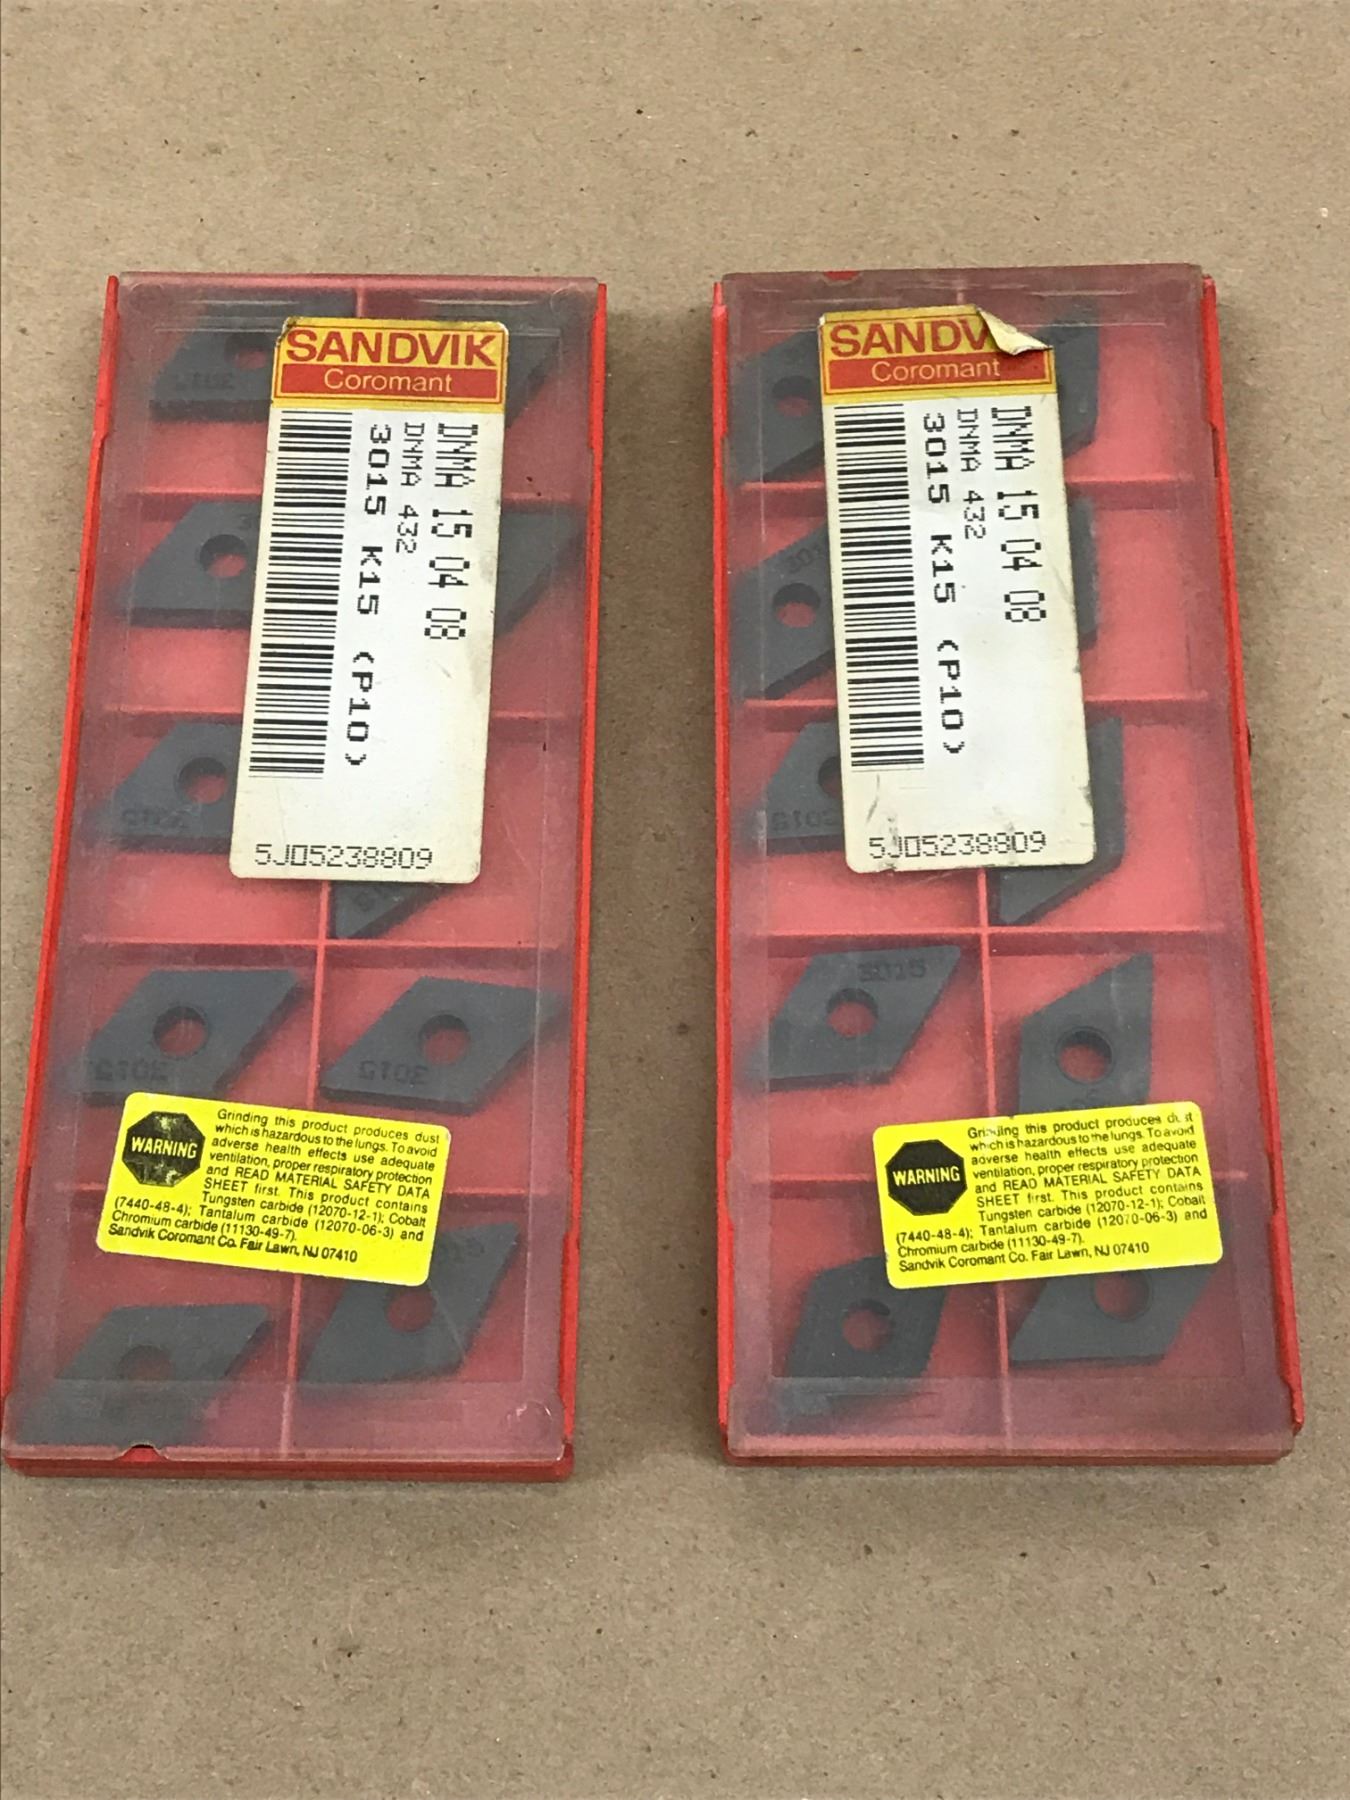 SANDVIK
Coromant
DNMA 15 04 08
DNMA 432
3015 K15 (P10)
5J05238809
3015
3015
3015
3015
WARNING
Grinding this product produces dust
which is hazardous to the lungs. To avoid
adverse health effects use adequate
ventilation, proper respiratory protection
and READ MATERIAL SAFETY DATA
SHEET first. This product contains
Tungsten carbide (12070-12-1); Cobalt
(7440-48-4); Tantalum carbide (12070-06-3) and
Chromium carbide (11130-49-7).
Sandvik Coromant Co. Fair Lawn, NJ 07410
SANDV
Coromant
DNMA 15 04 08
DNMA 432
3015 K15 (P10)
5J05238809
3015
3015
WARNING
Grinding this product produces dust
which is hazardous to the lungs. To avoid
adverse health effects use adequate
ventilation, proper respiratory protection
and READ MATERIAL SAFETY DATA
SHEET first. This product contains
Tungsten carbide (12070-12-1); Cobalt
(7440-48-4); Tantalum carbide (12070-06-3) and
Chromium carbide (11130-49-7).
Sandvik Coromant Co. Fair Lawn, NJ 07410